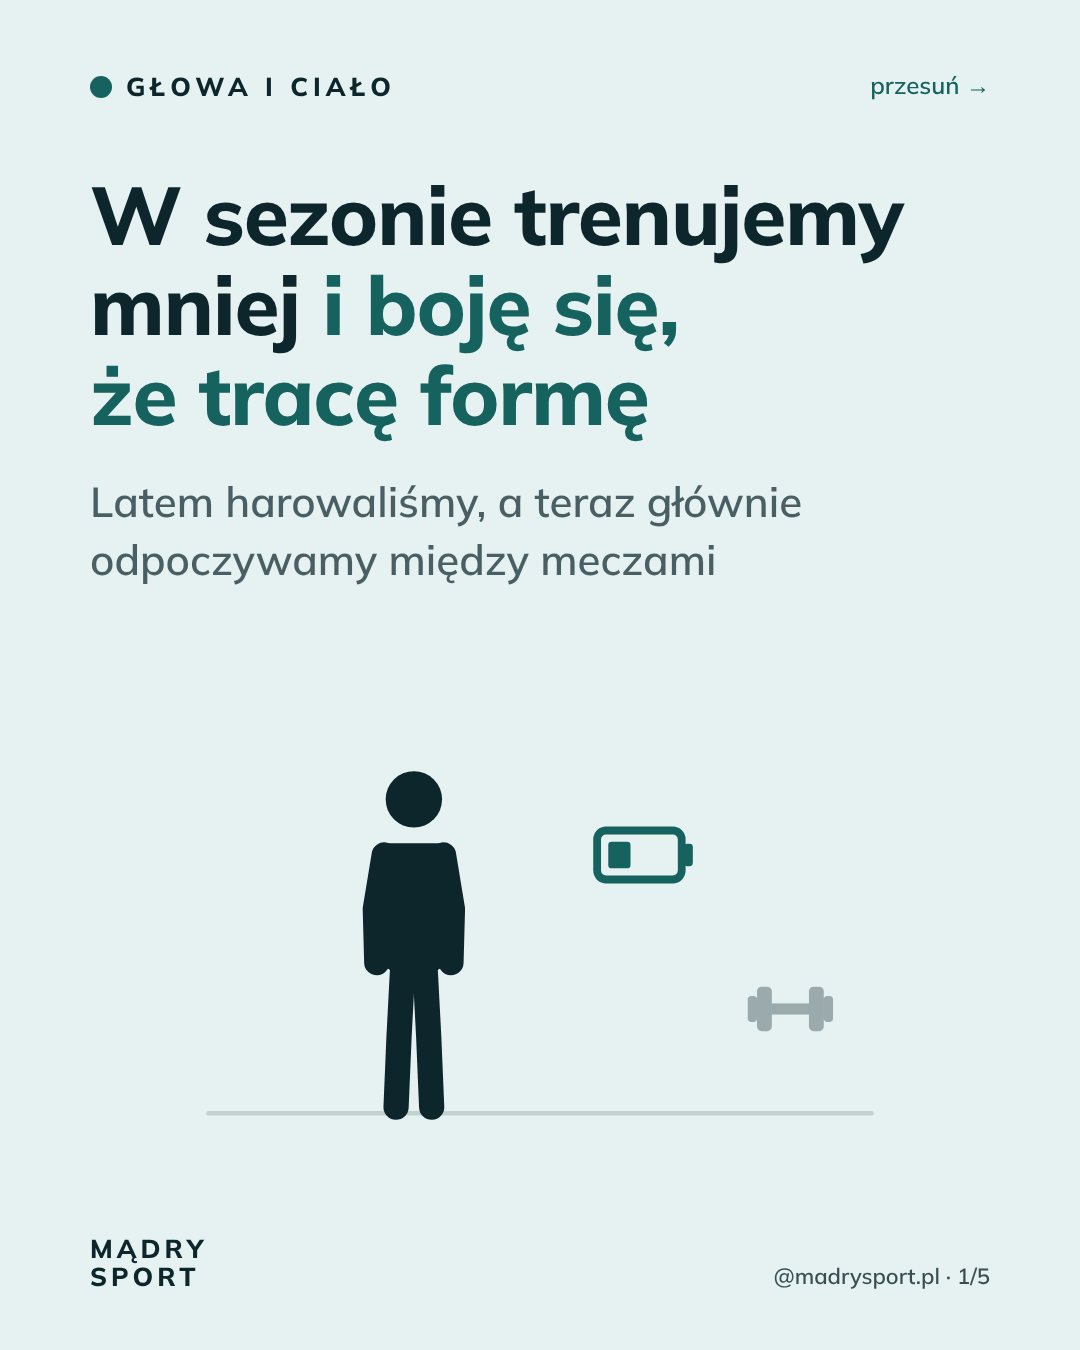 GŁOWA I CIAŁO
przesuń →
W sezonie trenujemy
mniej i boję się,
że tracę formę
Latem harowaliśmy, a teraz głównie
odpoczywamy między meczami
MĄDRY
SPORT
@madrysport.pl · 1/5